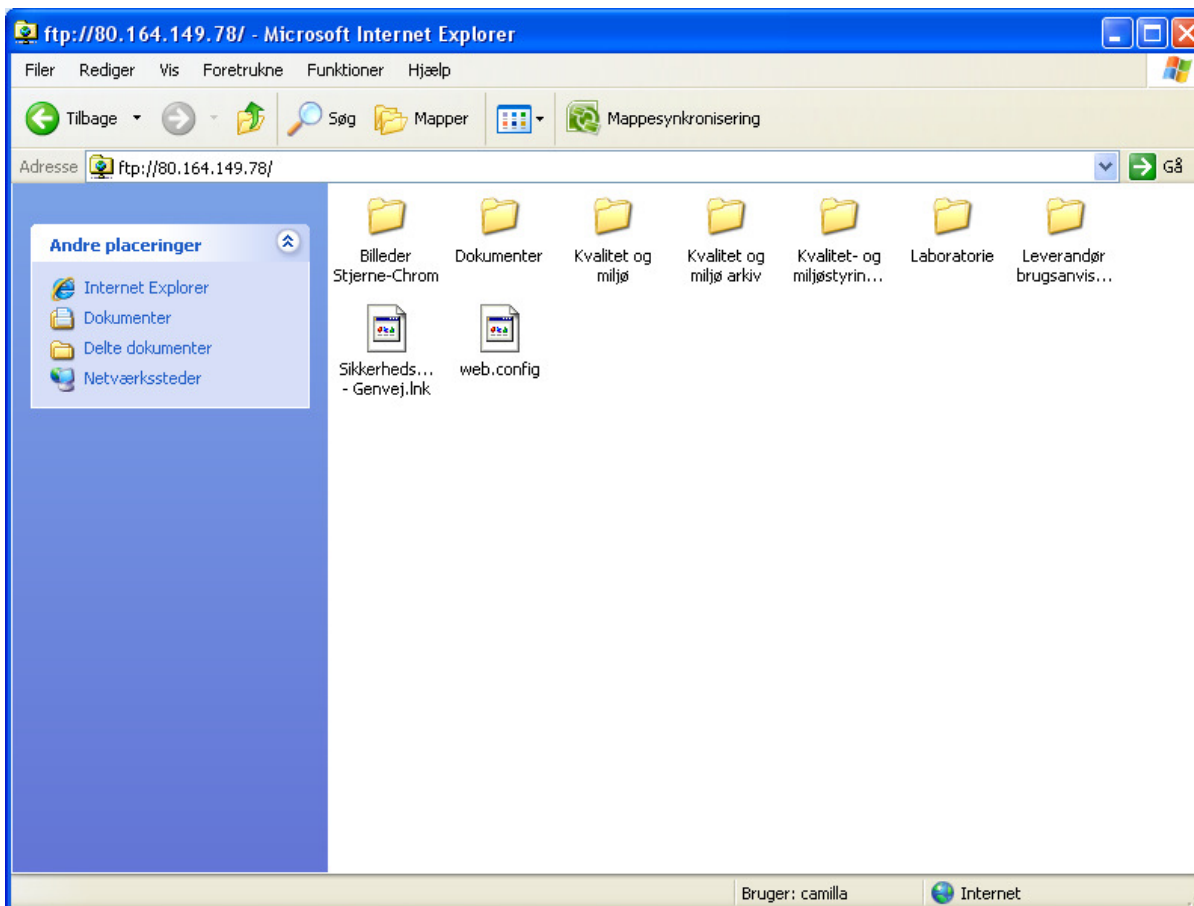 ftp://80.164.149.78/ - Microsoft Internet Explorer
Filer Rediger Vis Foretrukne Funktioner Hjælp
Tilbage Søg Mapper Mappesynkronisering
Adresse ftp://80.164.149.78/ Gå
Andre placeringer
Internet Explorer
Dokumenter
Delte dokumenter
Netværkssteder
Billeder
Stjerne-Chrom
Dokumenter
Kvalitet og
miljø
Kvalitet og
miljø arkiv
Kvalitet- og
miljøstyrin...
Laboratorie
Leverandør
brugsanvis...
Sikkerheds...
- Genvej.lnk
web.config
Bruger: camilla Internet